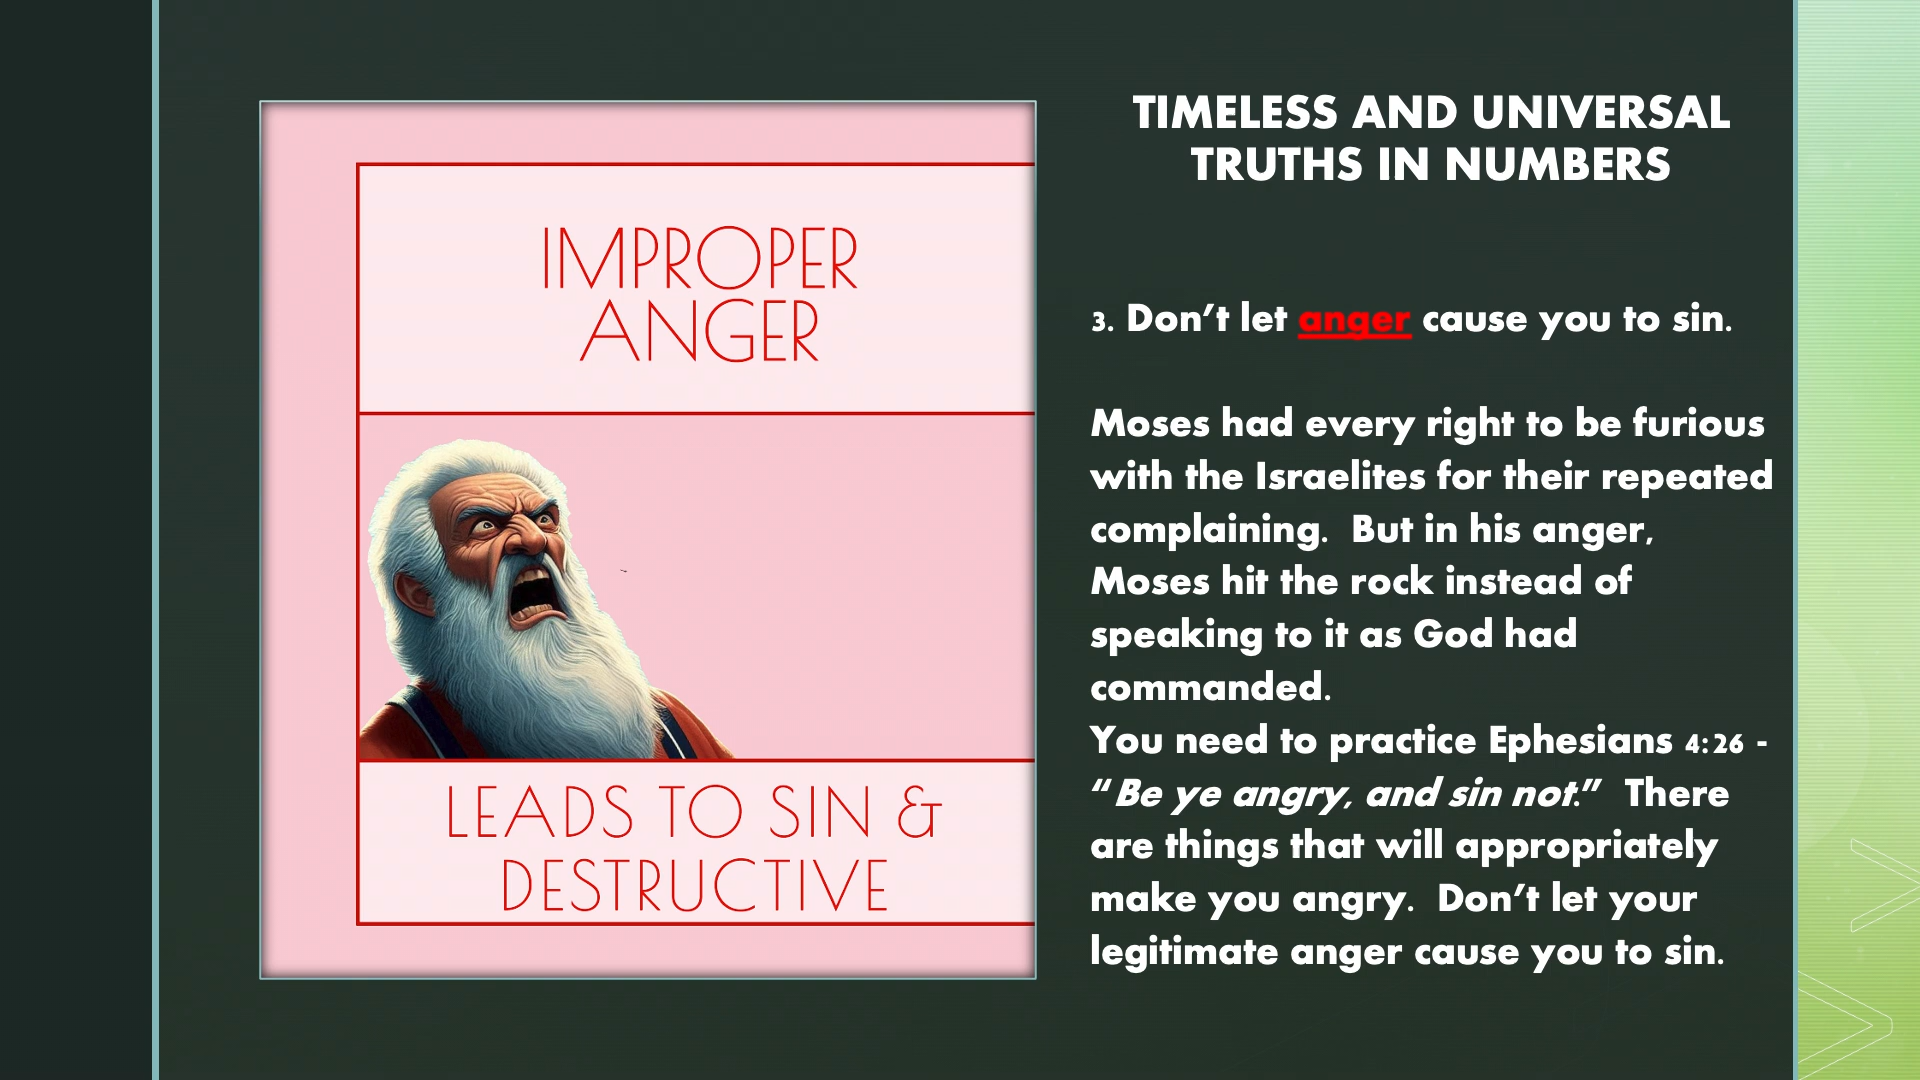 IMPROPER
ANGER
LEADS TO SIN &
DESTRUCTIVE
TIMELESS AND UNIVERSAL
TRUTHS IN NUMBERS
3. Don’t let anger cause you to sin.
Moses had every right to be furious
with the Israelites for their repeated
complaining.  But in his anger,
Moses hit the rock instead of
speaking to it as God had
commanded.
You need to practice Ephesians 4:26 -
“Be ye angry, and sin not.”  There
are things that will appropriately
make you angry.  Don’t let your
legitimate anger cause you to sin.